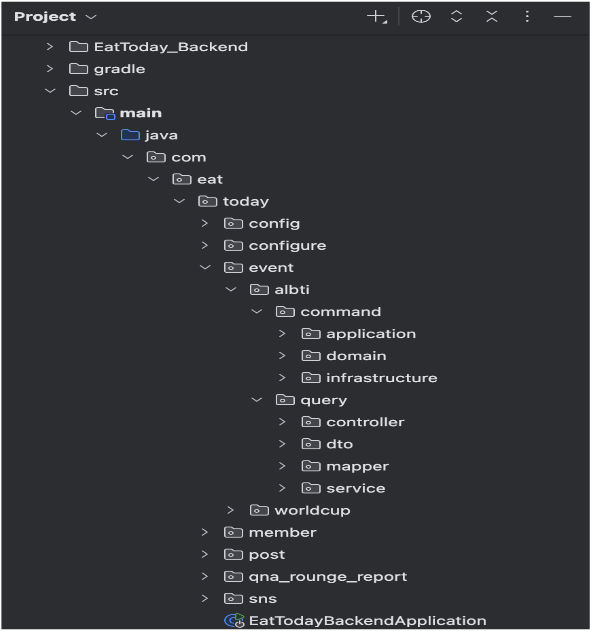 Project
EatToday_Backend
gradle
src
main
java
com
eat
today
config
configure
event
albti
command
application
domain
infrastructure
query
controller
dto
mapper
service
worldcup
member
post
qna_rounge_report
sns
EatTodayBackendApplication